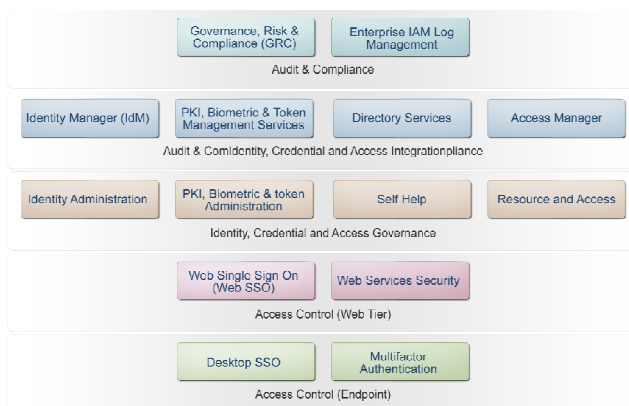 Governance, Risk &
Compliance (GRC)
Enterprise IAM Log
Management
Audit & Compliance
Identity Manager (IdM)
PKI, Biometric & Token
Management Services
Directory Services
Access Manager
Audit & ComIdentity, Credential and Access Integrationpliance
Identity Administration
PKI, Biometric & token
Administration
Self Help
Resource and Access
Identity, Credential and Access Governance
Web Single Sign On
(Web SSO)
Web Services Security
Access Control (Web Tier)
Desktop SSO
Multifactor
Authentication
Access Control (Endpoint)